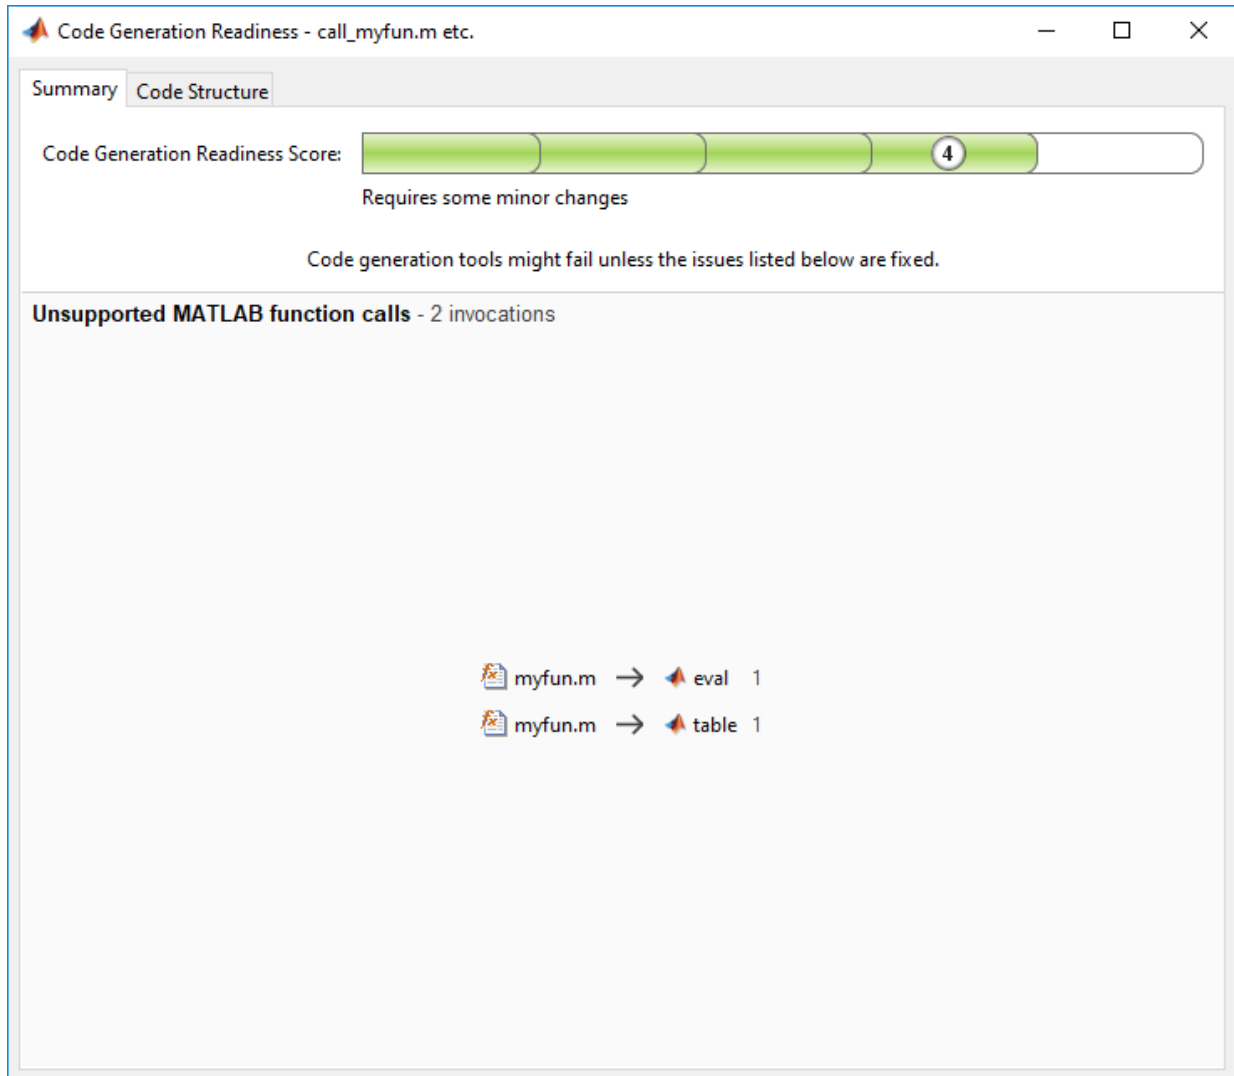 Code Generation Readiness - call_myfun.m etc.
Summary Code Structure
Code Generation Readiness Score: 4
Requires some minor changes
Code generation tools might fail unless the issues listed below are fixed.
Unsupported MATLAB function calls - 2 invocations
myfun.m → eval 1
myfun.m → table 1